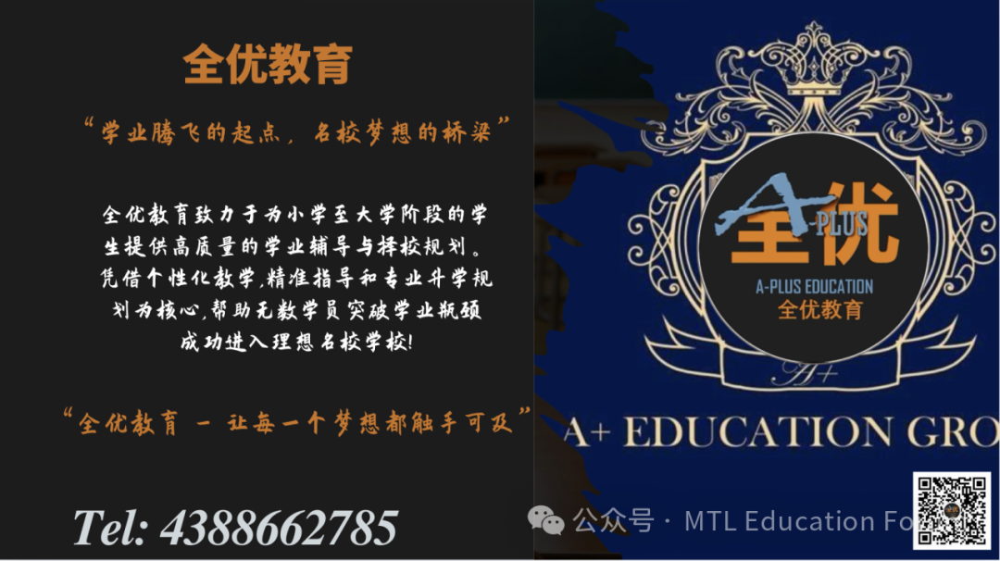 全优教育
“学业腾飞的起点，名校梦想的桥梁”
全优教育致力于为小学至大学阶段的学
生提供高质量的学业辅导与择校规划。
凭借个性化教学,精准指导和专业升学规
划为核心,帮助无数学员突破学业瓶颈
成功进入理想名校学校!
“全优教育 — 让每一个梦想都触手可及”
Tel: 4388662785
全优
A-PLUS
A-PLUS EDUCATION
全优教育
A+
A+ EDUCATION GRO
公众号 · MTL Education Fo